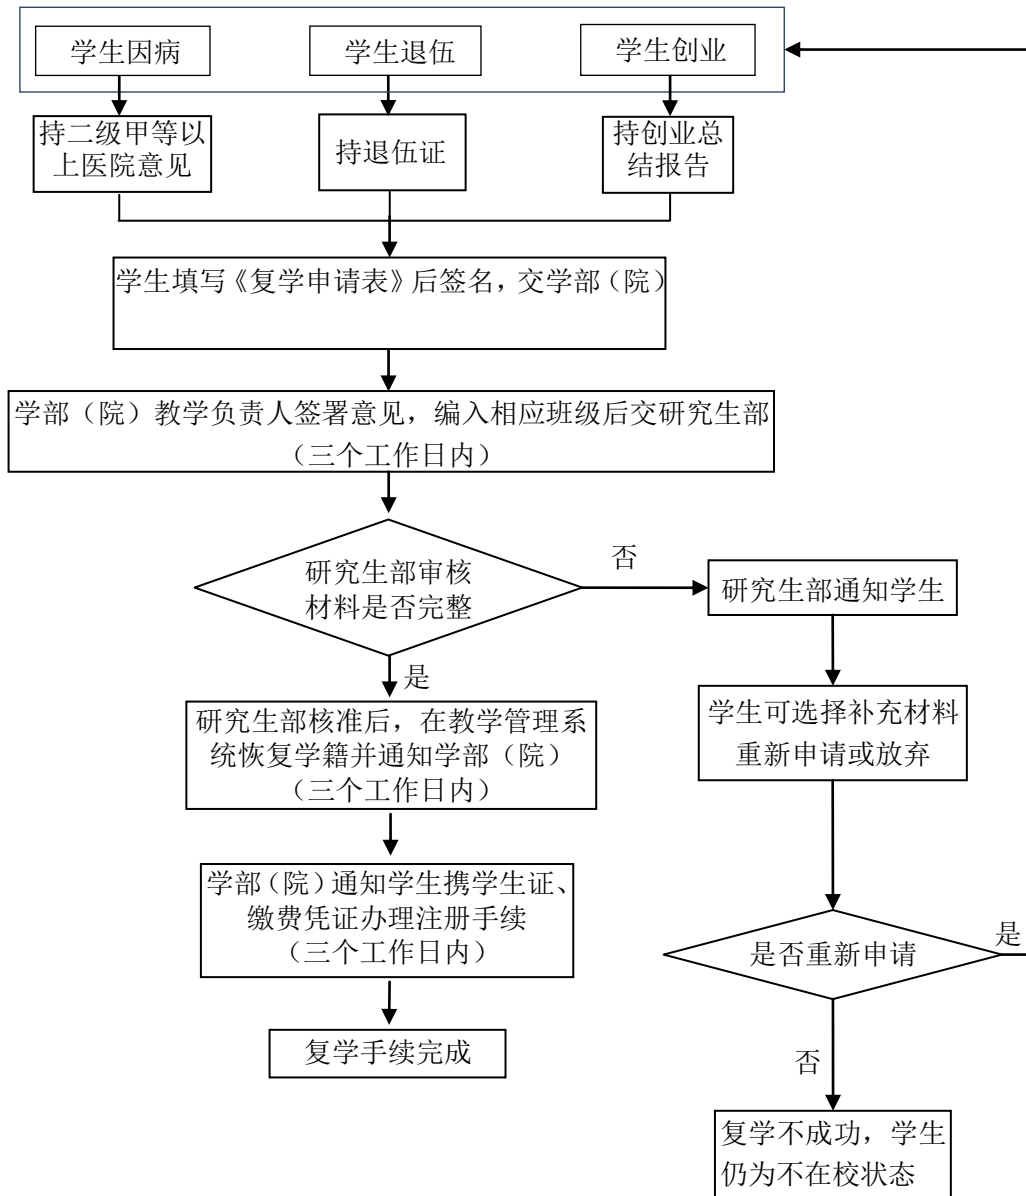 学生因病
学生退伍
学生创业
持二级甲等以
上医院意见
持退伍证
持创业总
结报告
学生填写《复学申请表》后签名，交学部（院）
学部（院）教学负责人签署意见，编入相应班级后交研究生部
（三个工作日内）
研究生部审核
材料是否完整
否
研究生部通知学生
是
研究生部核准后，在教学管理系
统恢复学籍并通知学部（院）
（三个工作日内）
学生可选择补充材料
重新申请或放弃
学部（院）通知学生携学生证、
缴费凭证办理注册手续
（三个工作日内）
是否重新申请
是
复学手续完成
否
复学不成功，学生
仍为不在校状态